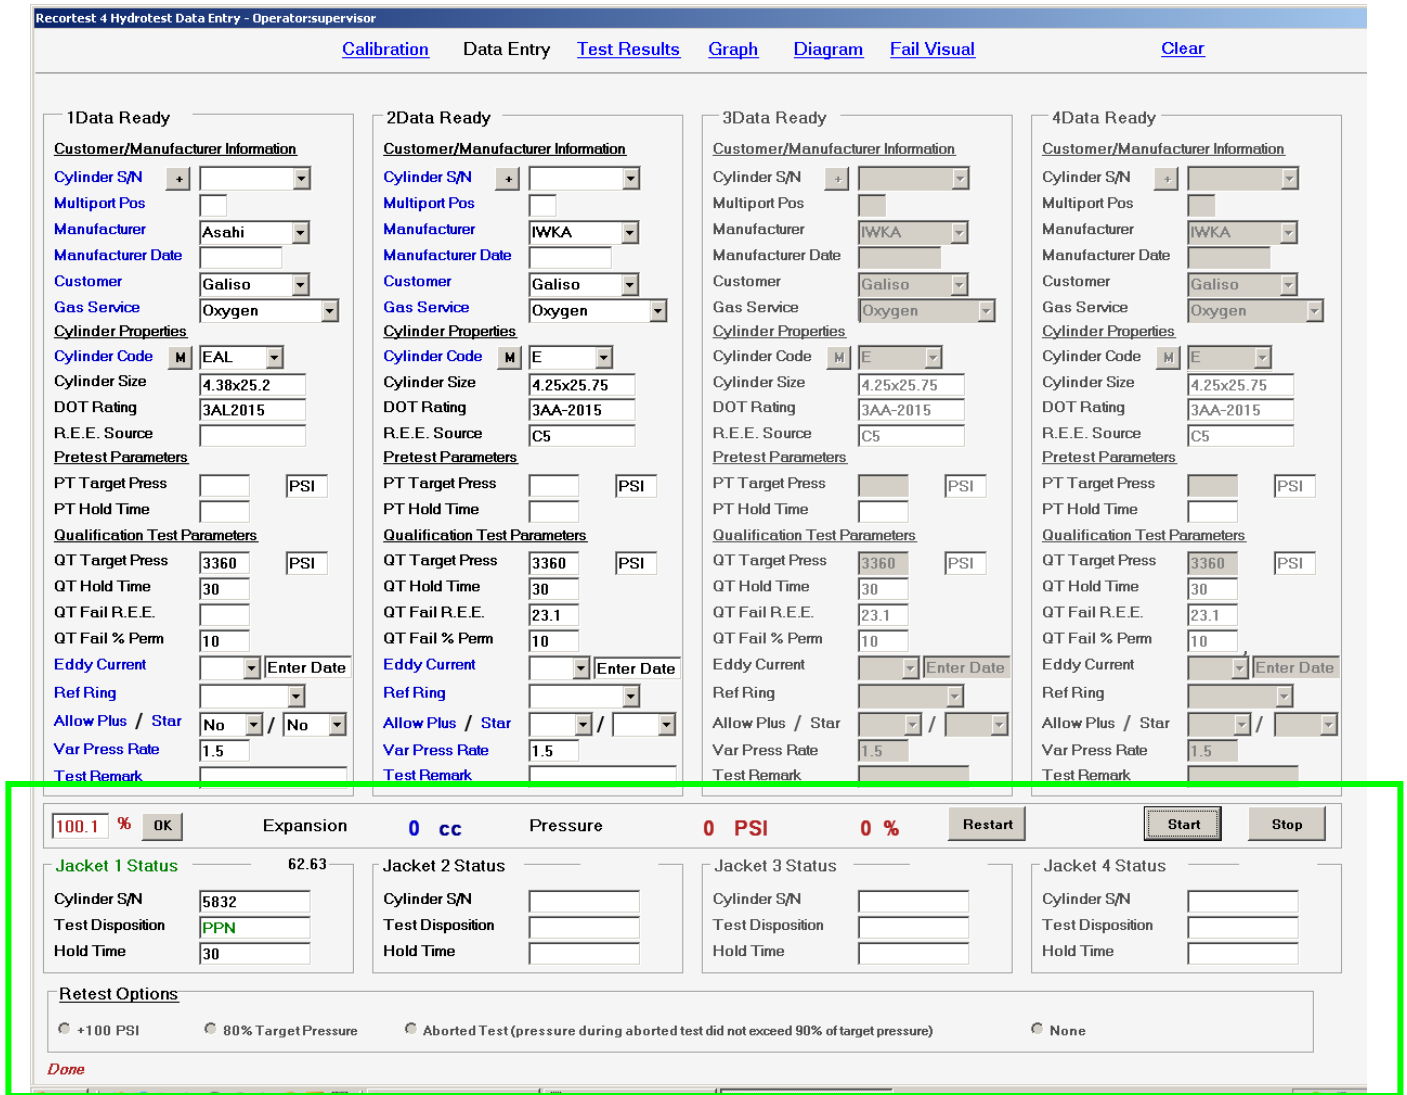 Recortest 4 Hydrotest Data Entry - Operator:supervisor
Calibration Data Entry Test Results Graph Diagram Fail Visual Clear
1Data Ready 2Data Ready 3Data Ready 4Data Ready
Customer/Manufacturer Information Customer/Manufacturer Information Customer/Manufacturer Information Customer/Manufacturer Information
Cylinder S/N + Cylinder S/N + Cylinder S/N + Cylinder S/N +
Multiport Pos Multiport Pos Multiport Pos Multiport Pos
Manufacturer Asahi Manufacturer IWKA Manufacturer IWKA Manufacturer IWKA
Manufacturer Date Manufacturer Date Manufacturer Date Manufacturer Date
Customer Galiso Customer Galiso Customer Galiso Customer Galiso
Gas Service Oxygen Gas Service Oxygen Gas Service Oxygen Gas Service Oxygen
Cylinder Properties Cylinder Properties Cylinder Properties Cylinder Properties
Cylinder Code M EAL Cylinder Code M E Cylinder Code M E Cylinder Code M E
Cylinder Size 4.38x25.2 Cylinder Size 4.25x25.75 Cylinder Size 4.25x25.75 Cylinder Size 4.25x25.75
DOT Rating 3AL2015 DOT Rating 3AA-2015 DOT Rating 3AA-2015 DOT Rating 3AA-2015
R.E.E. Source R.E.E. Source C5 R.E.E. Source C5 R.E.E. Source C5
Pretest Parameters Pretest Parameters Pretest Parameters Pretest Parameters
PT Target Press PSI PT Target Press PSI PT Target Press PSI PT Target Press PSI
PT Hold Time PT Hold Time PT Hold Time PT Hold Time
Qualification Test Parameters Qualification Test Parameters Qualification Test Parameters Qualification Test Parameters
QT Target Press 3360 PSI QT Target Press 3360 PSI QT Target Press 3360 PSI QT Target Press 3360 PSI
QT Hold Time 30 QT Hold Time 30 QT Hold Time 30 QT Hold Time 30
QT Fail R.E.E. QT Fail R.E.E. 23.1 QT Fail R.E.E. 23.1 QT Fail R.E.E. 23.1
QT Fail % Perm 10 QT Fail % Perm 10 QT Fail % Perm 10 QT Fail % Perm 10 ,
Eddy Current Enter Date Eddy Current Enter Date Eddy Current Enter Date Eddy Current Enter Date
Ref Ring Ref Ring Ref Ring Ref Ring
Allow Plus / Star No / No Allow Plus / Star / Allow Plus / Star / Allow Plus / Star /
Var Press Rate 1.5 Var Press Rate 1.5 Var Press Rate 1.5 Var Press Rate 1.5
Test Remark Test Remark Test Remark Test Remark
100.1 % OK Expansion 0 cc Pressure 0 PSI 0 % Restart Start Stop
Jacket 1 Status 62.63 Jacket 2 Status Jacket 3 Status Jacket 4 Status
Cylinder S/N 5832 Cylinder S/N Cylinder S/N Cylinder S/N
Test Disposition PPN Test Disposition Test Disposition Test Disposition
Hold Time 30 Hold Time Hold Time Hold Time
Retest Options
+100 PSI 80% Target Pressure Aborted Test (pressure during aborted test did not exceed 90% of target pressure) None
Done